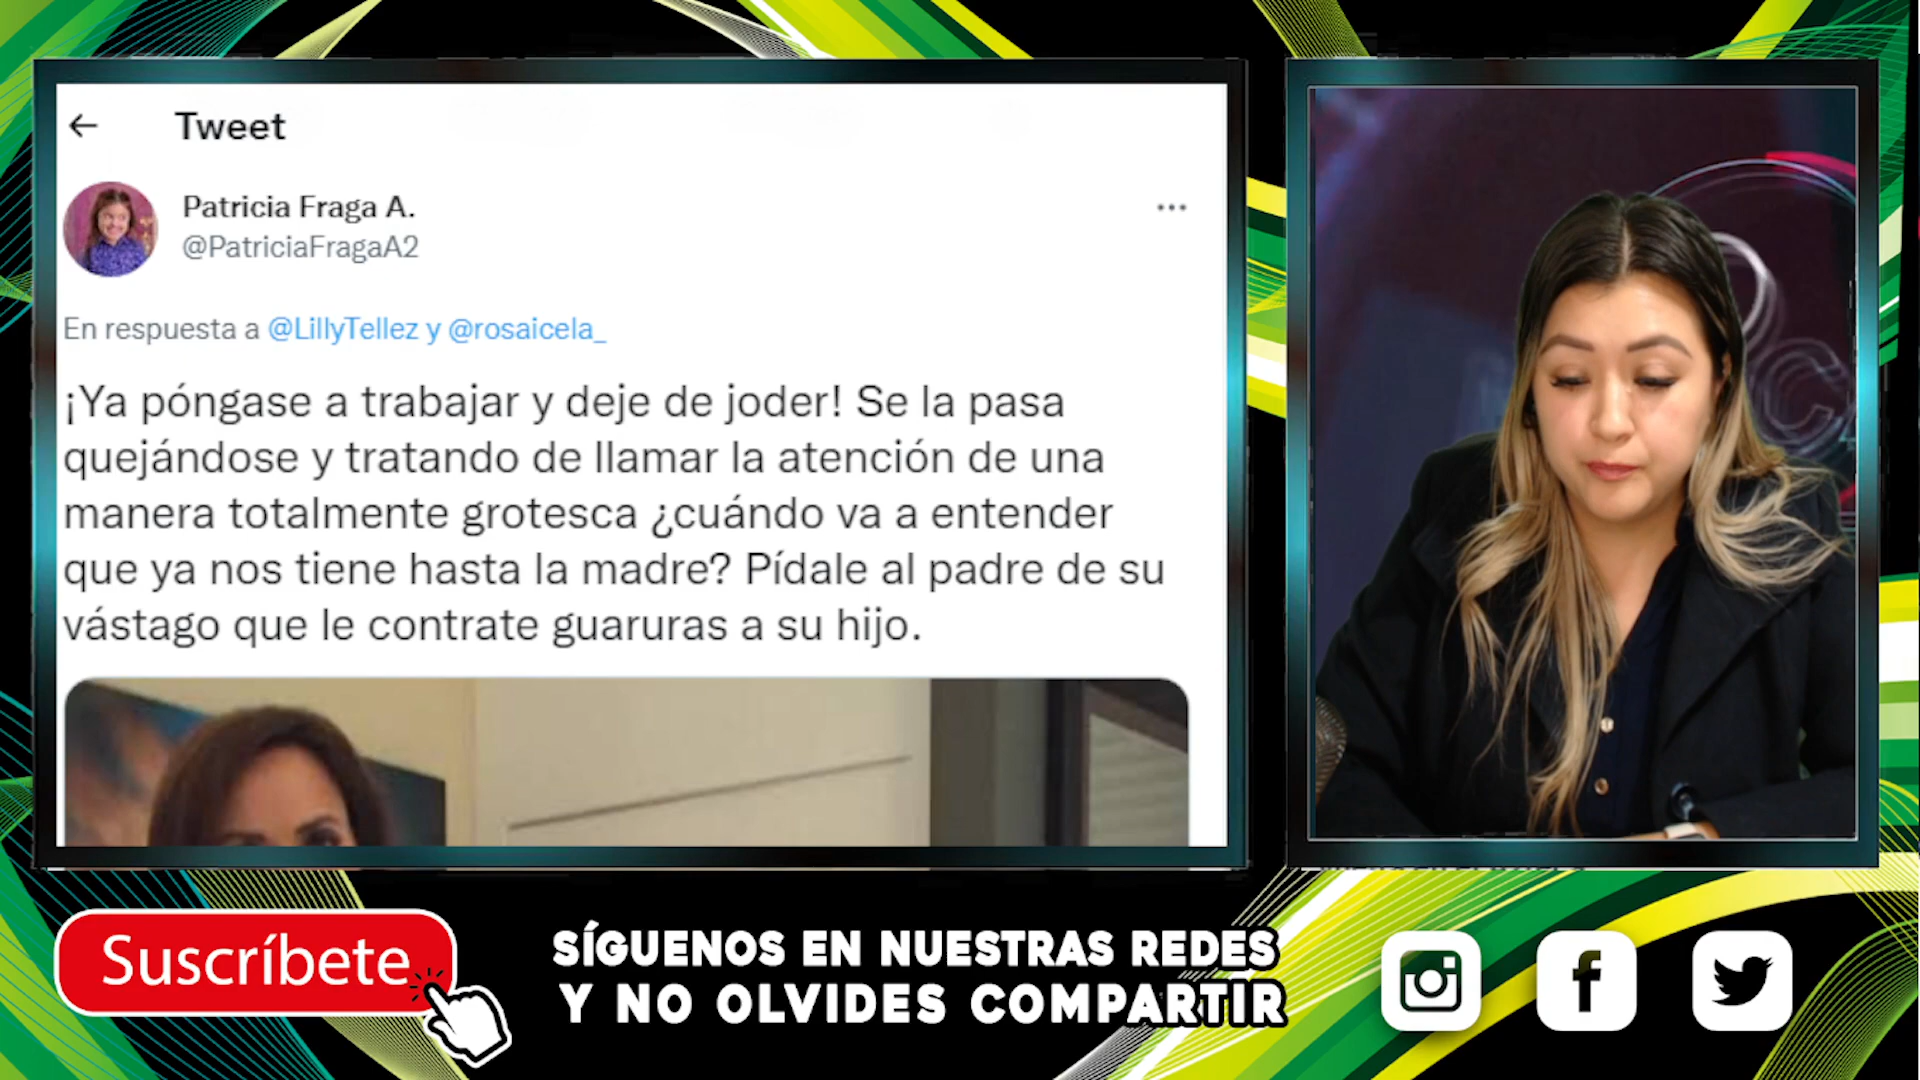 Tweet
Patricia Fraga A.
@PatriciaFragaA2
En respuesta a @LillyTellez y @rosaicela_
¡Ya póngase a trabajar y deje de joder! Se la pasa
quejándose y tratando de llamar la atención de una
manera totalmente grotesca ¿cuándo va a entender
que ya nos tiene hasta la madre? Pídale al padre de su
vástago que le contrate guaruras a su hijo.
Suscríbete
SÍGUENOS EN NUESTRAS REDES
Y NO OLVIDES COMPARTIR